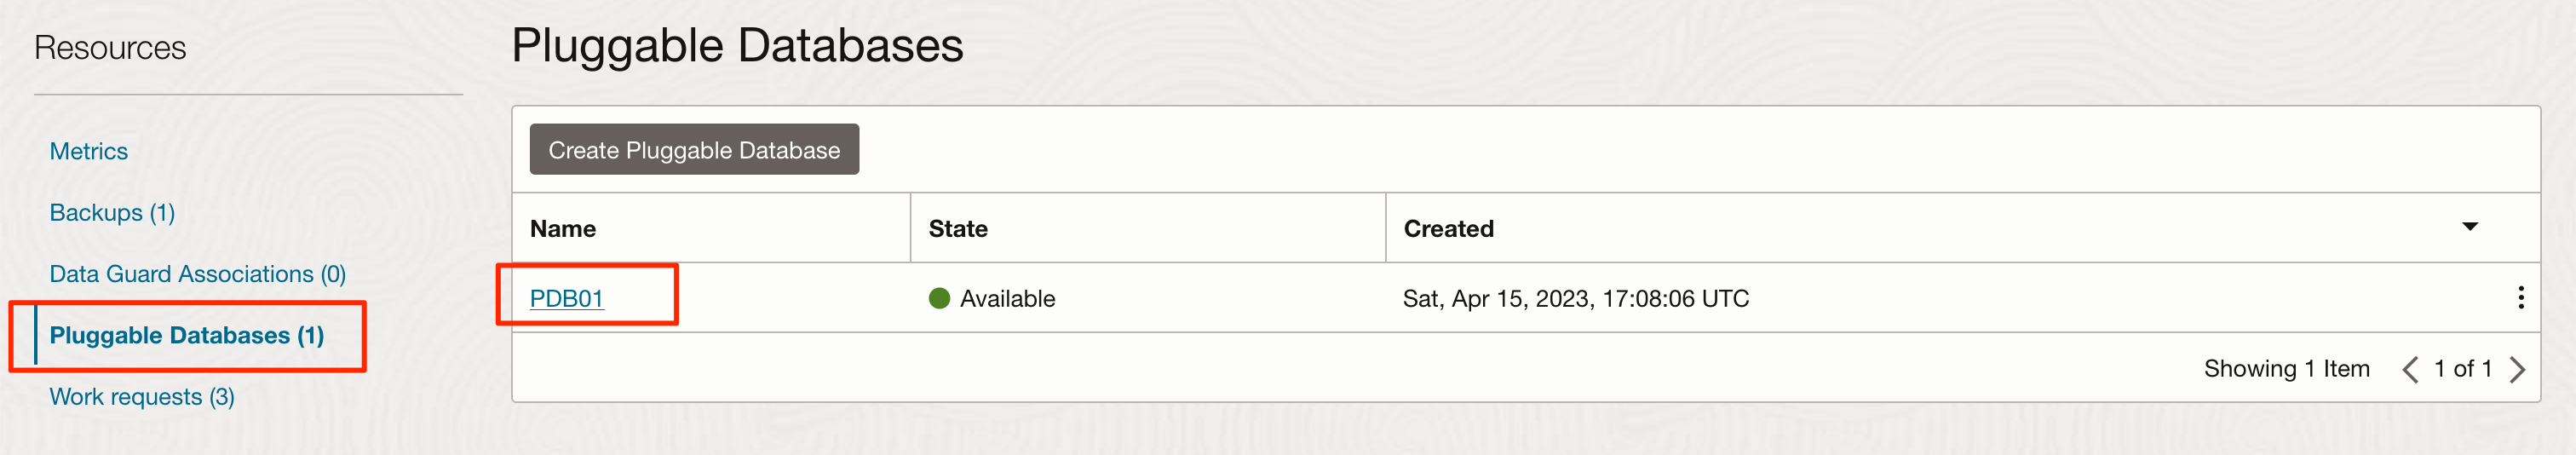 Resources
Metrics
Backups (1)
Data Guard Associations (0)
Pluggable Databases (1)
Work requests (3)
Pluggable Databases
Create Pluggable Database
Name State Created
PDB01 Available Sat, Apr 15, 2023, 17:08:06 UTC
Showing 1 Item 1 of 1